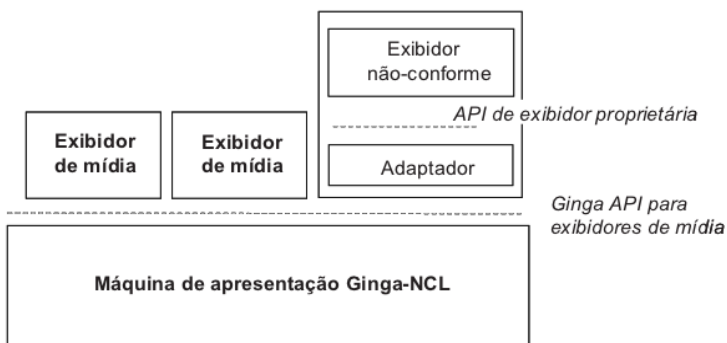 Exibidor
não-conforme
API de exibidor proprietária
Exibidor
de mídia
Exibidor
de mídia
Adaptador
Ginga API para
exibidores de mídia
Máquina de apresentação Ginga-NCL